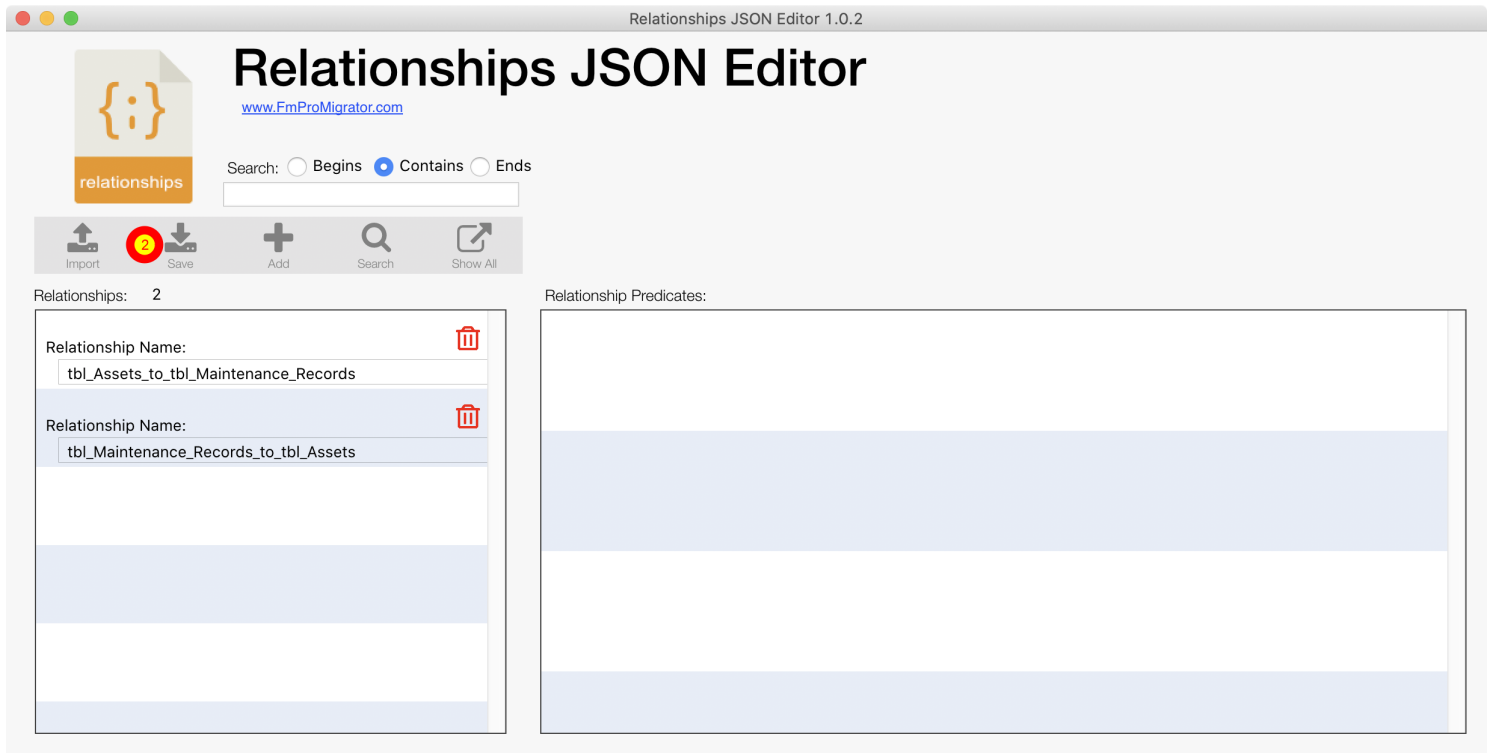 Relationships JSON Editor 1.0.2
Relationships JSON Editor
www.FmProMigrator.com
{;}
relationships
Search: Begins Contains Ends
2
Import Save Add Search Show All
Relationships: 2
Relationship Predicates:
Relationship Name:
tbl_Assets_to_tbl_Maintenance_Records
Relationship Name:
tbl_Maintenance_Records_to_tbl_Assets